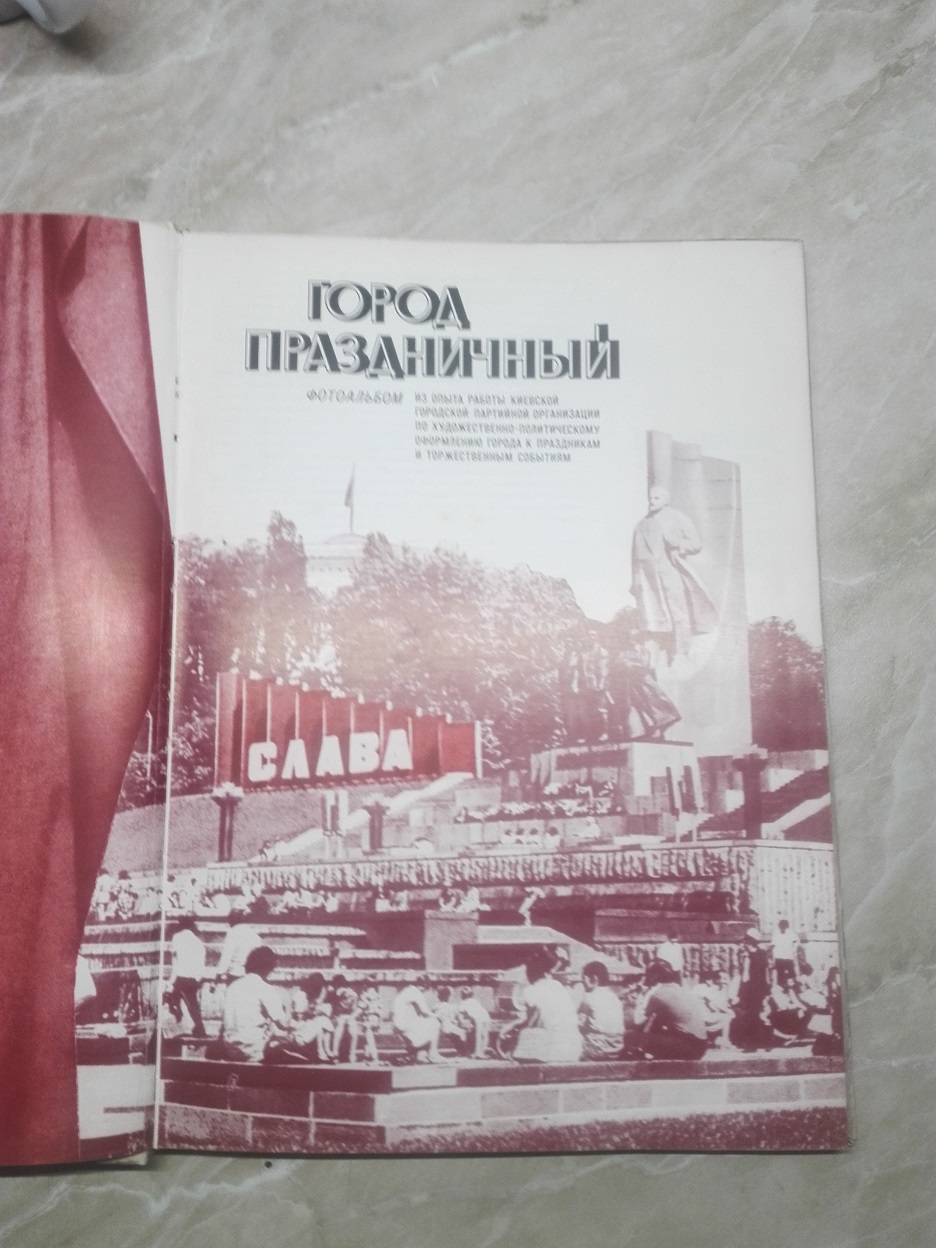 ГОРОД
ПРАЗДНИЧНЫЙ
ФОТОАЛЬБОМ
ИЗ ОПЫТА РАБОТЫ КИЕВСКОЙ
ГОРОДСКОЙ ПАРТИЙНОЙ ОРГАНИЗАЦИИ
ПО ХУДОЖЕСТВЕННО-ПОЛИТИЧЕСКОМУ
ОФОРМЛЕНИЮ ГОРОДА К ПРАЗДНИКАМ
И ТОРЖЕСТВЕННЫМ СОБЫТИЯМ
СЛАВА